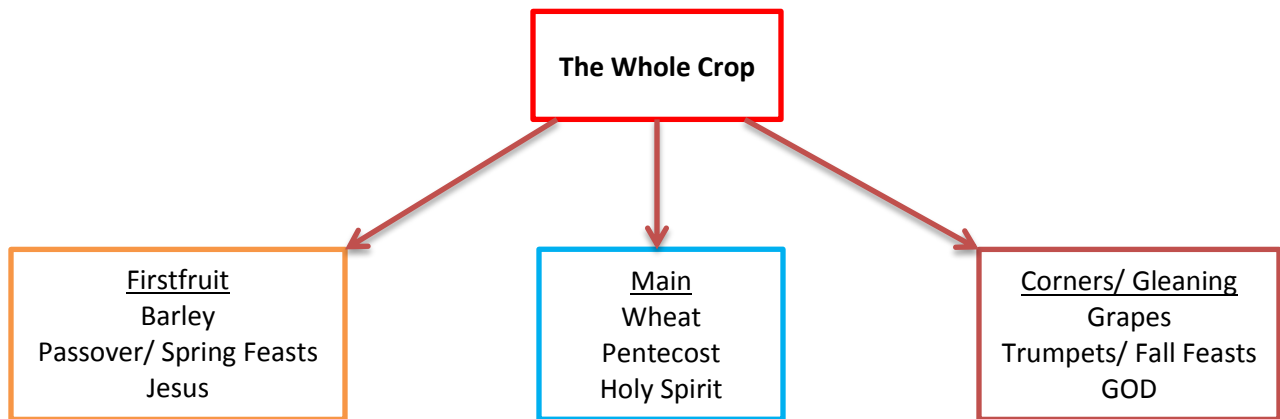 The Whole Crop
Firstfruit
Barley
Passover/ Spring Feasts
Jesus
Main
Wheat
Pentecost
Holy Spirit
Corners/ Gleaning
Grapes
Trumpets/ Fall Feasts
GOD